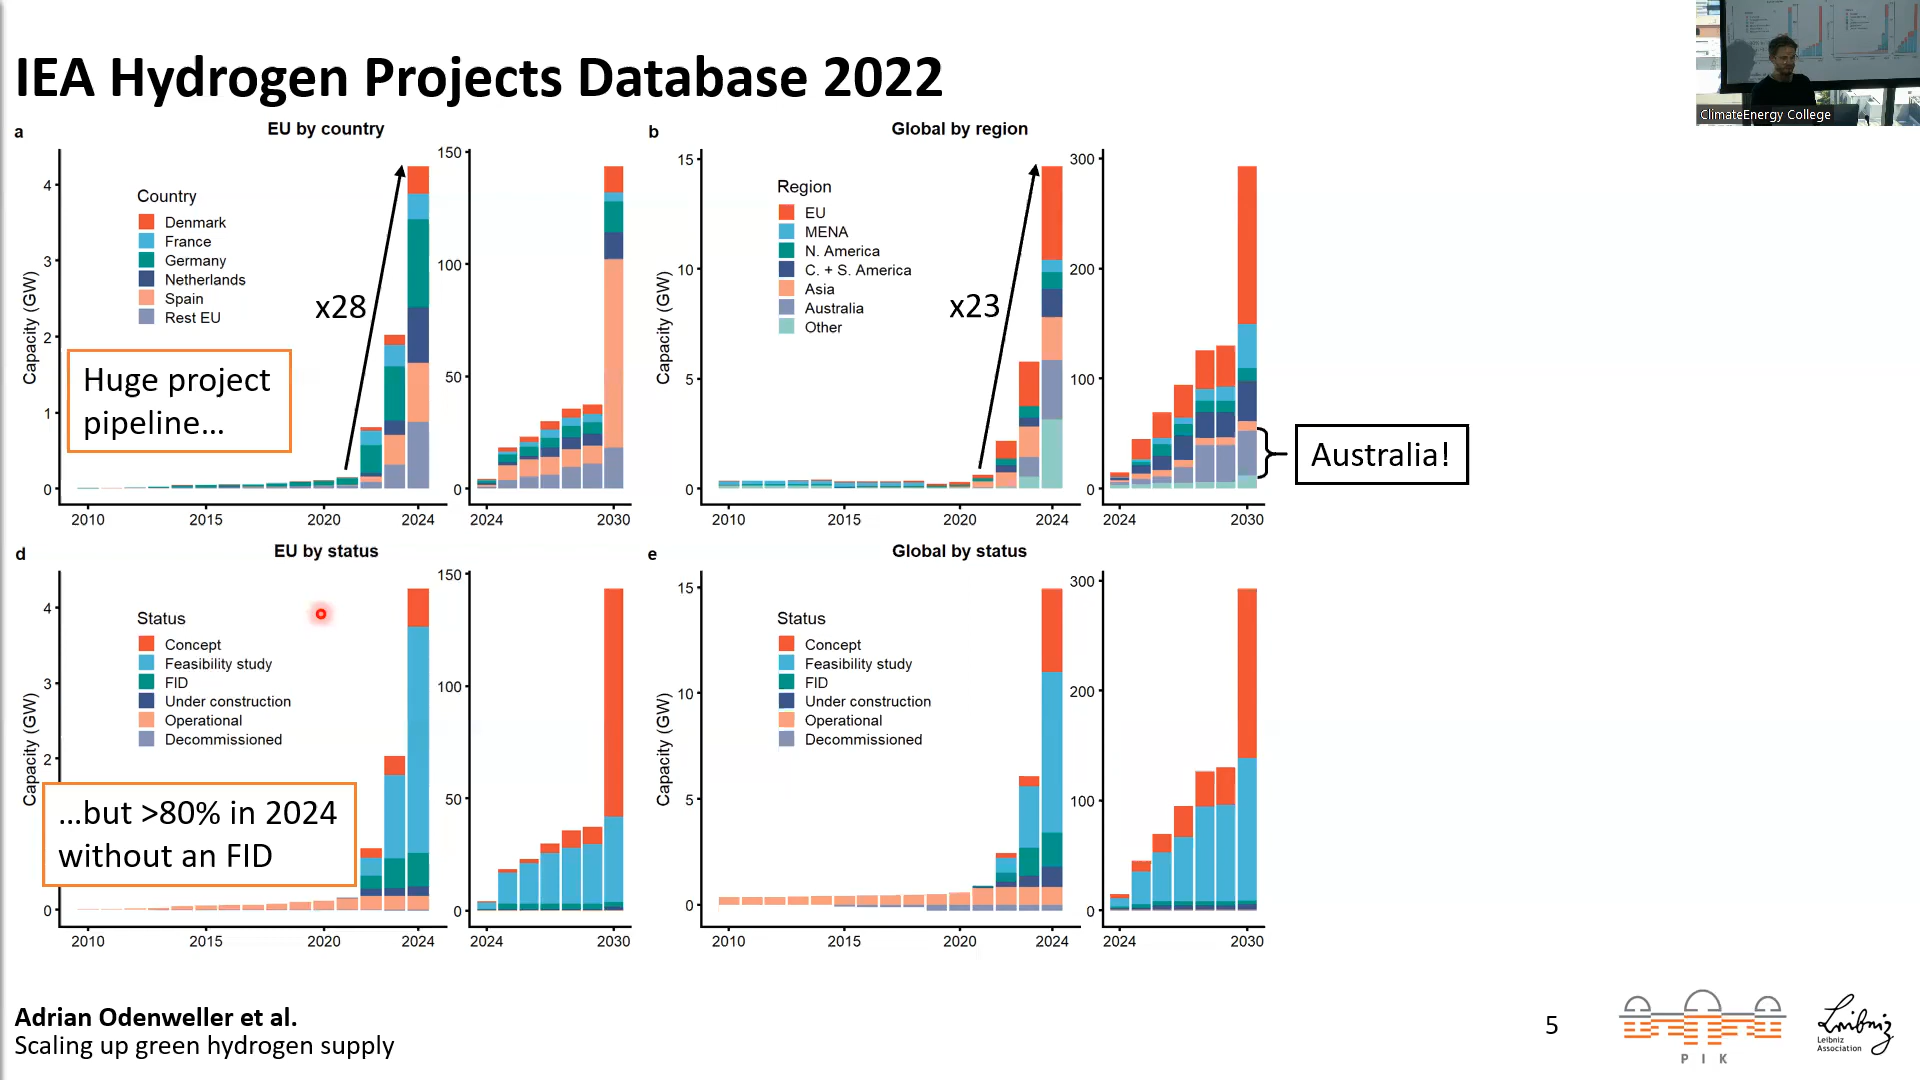 IEA Hydrogen Projects Database 2022
ClimateEnergy College
a
EU by country
Capacity (GW)
4
3
2
1
0
Country
Denmark
France
Germany
Netherlands
Spain
Rest EU
x28
Huge project
pipeline...
2010
2015
2020
2024
150
100
50
0
2024
2030
b
Global by region
Capacity (GW)
15
10
5
0
Region
EU
MENA
N. America
C. + S. America
Asia
Australia
Other
x23
2010
2015
2020
2024
300
200
100
0
2024
2030
Australia!
d
EU by status
Capacity (GW)
4
3
2
0
Status
Concept
Feasibility study
FID
Under construction
Operational
Decommissioned
...but >80% in 2024
without an FID
2010
2015
2020
2024
150
100
50
0
2024
2030
e
Global by status
Capacity (GW)
15
10
5
0
Status
Concept
Feasibility study
FID
Under construction
Operational
Decommissioned
2010
2015
2020
2024
300
200
100
0
2024
2030
Adrian Odenweller et al.
Scaling up green hydrogen supply
5
P I K
Leibniz
Leibniz
Association